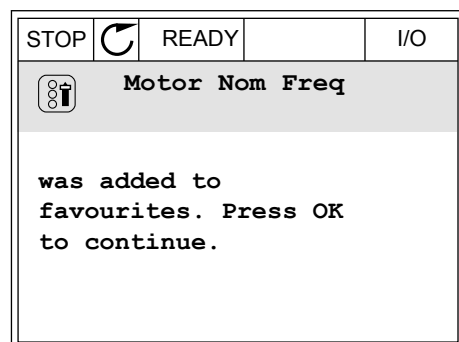 STOP READY I/O
Motor Nom Freq
was added to
favourites. Press OK
to continue.